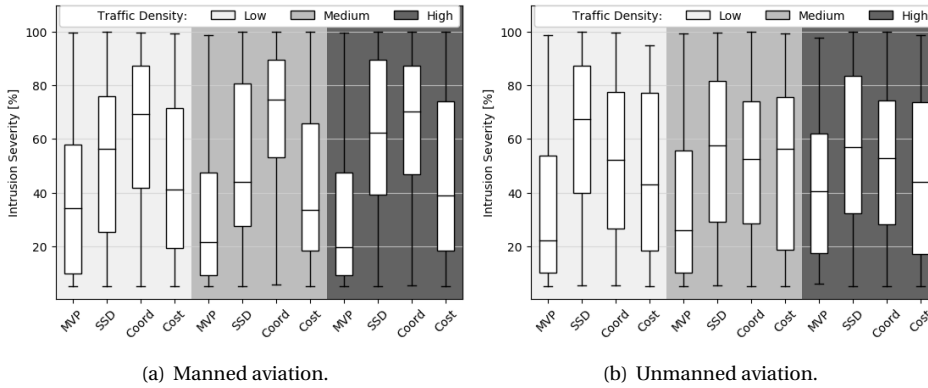 Traffic Density: Low Medium High
Intrusion Severity [%]
100
80
60
40
20
MVP SSD Coord Cost MVP SSD Coord Cost MVP SSD Coord Cost
(a) Manned aviation.
Traffic Density: Low Medium High
Intrusion Severity [%]
100
80
60
40
20
MVP SSD Coord Cost MVP SSD Coord Cost MVP SSD Coord Cost
(b) Unmanned aviation.